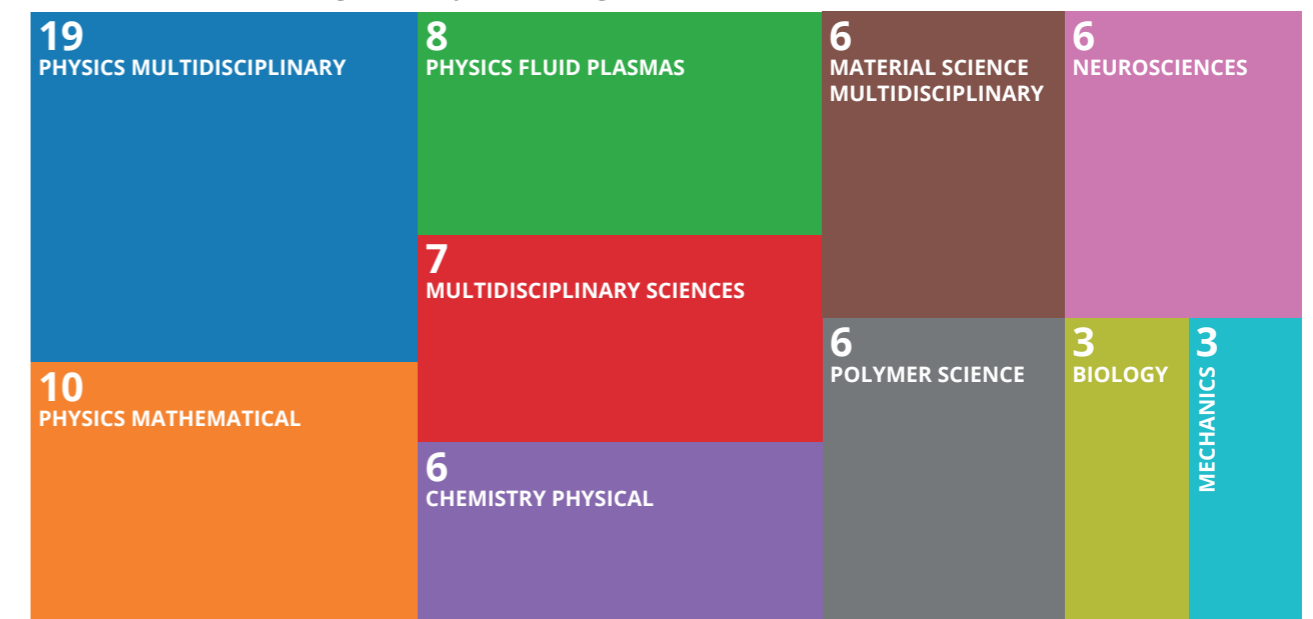 19
PHYSICS MULTIDISCIPLINARY
10
PHYSICS MATHEMATICAL
8
PHYSICS FLUID PLASMAS
7
MULTIDISCIPLINARY SCIENCES
6
CHEMISTRY PHYSICAL
6
MATERIAL SCIENCE
MULTIDISCIPLINARY
6
NEUROSCIENCES
6
POLYMER SCIENCE
3
BIOLOGY
3
MECHANICS